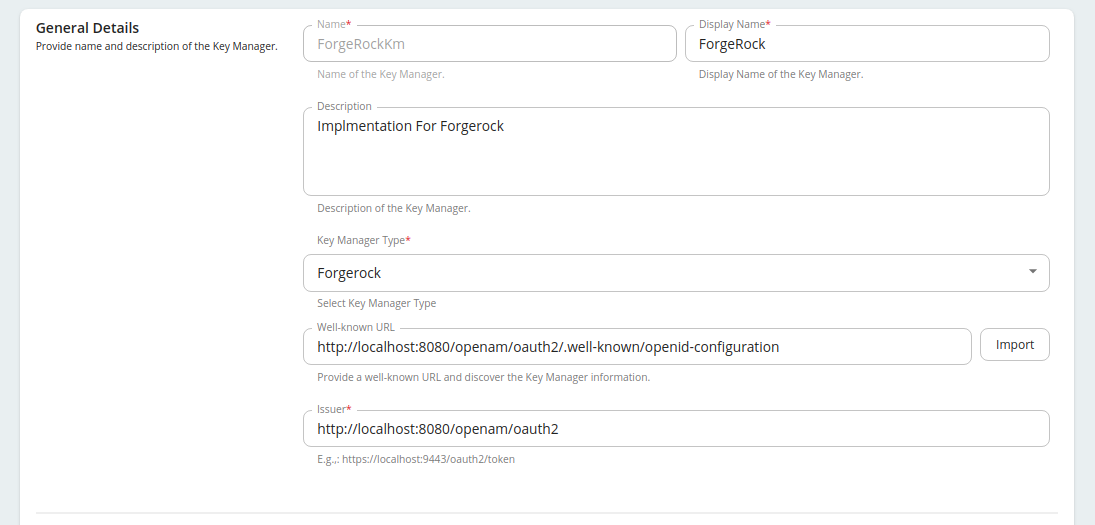 General Details
Provide name and description of the Key Manager.
Name*
ForgeRockKm
Name of the Key Manager.
Display Name*
ForgeRock
Display Name of the Key Manager.
Description
Implmentation For Forgerock
Description of the Key Manager.
Key Manager Type*
Forgerock
Select Key Manager Type
Well-known URL
http://localhost:8080/openam/oauth2/.well-known/openid-configuration
Import
Provide a well-known URL and discover the Key Manager information.
Issuer*
http://localhost:8080/openam/oauth2
E.g.,: https://localhost:9443/oauth2/token